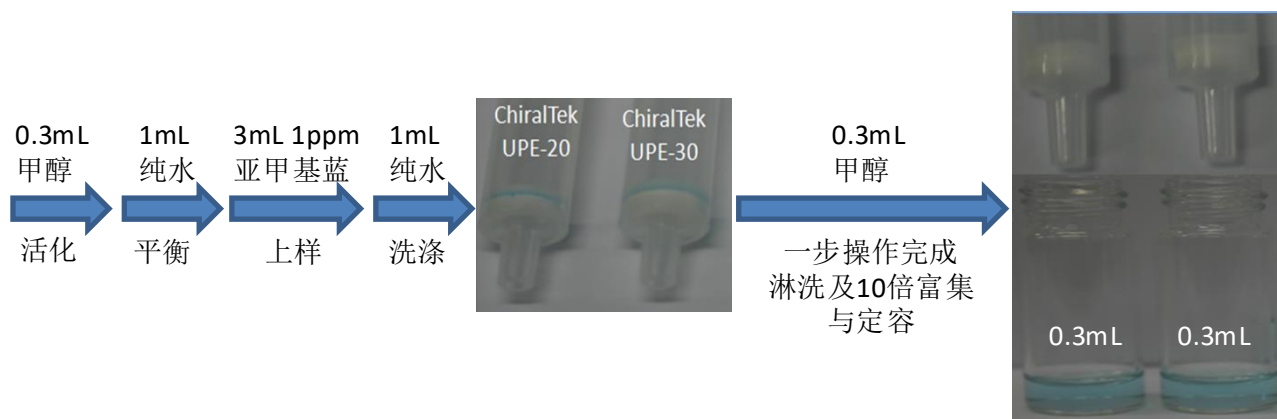 0.3mL
甲醇
活化
1mL
纯水
平衡
3mL 1ppm
亚甲基蓝
上样
1mL
纯水
洗涤
ChiralTek
UPE-20
ChiralTek
UPE-30
0.3mL
甲醇
一步操作完成
淋洗及10倍富集
与定容
0.3mL
0.3mL